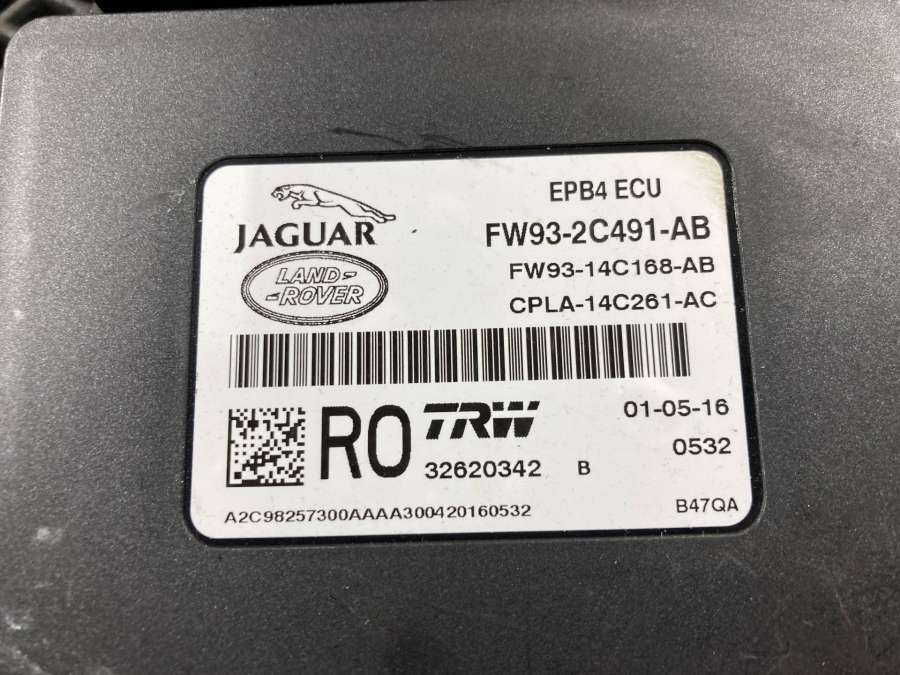 EPB4 ECU
JAGUAR
FW93-2C491-AB
LAND-
-ROVER
FW93-14C168-AB
CPLA-14C261-AC
R0
TRW
01-05-16
32620342 B
0532
A2C98257300AAAA300420160532
B47QA